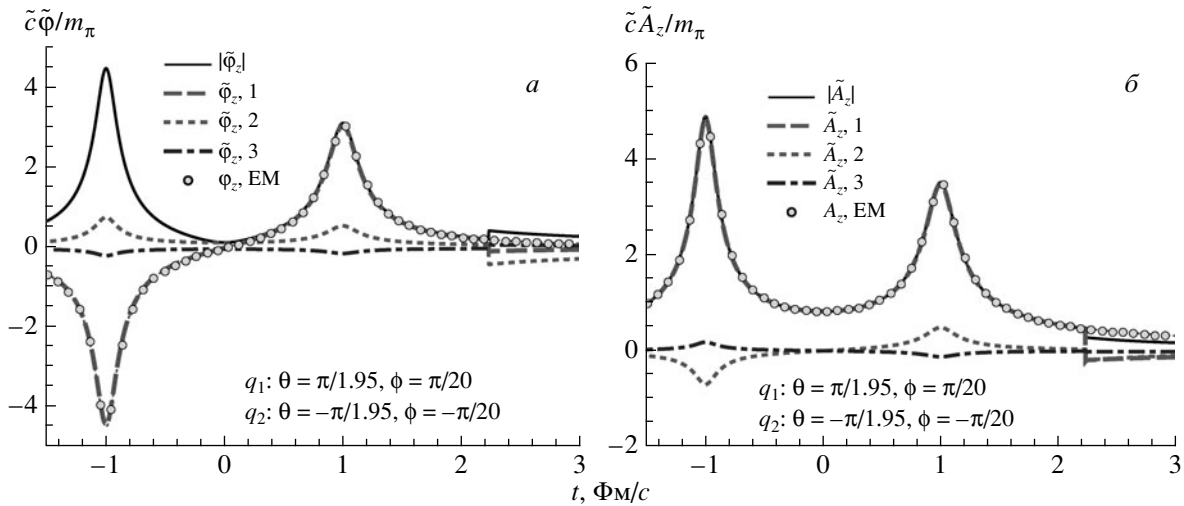 c̃φ̃/m_π
4
2
0
−2
−4
|φ̃_z|
φ̃_z, 1
φ̃_z, 2
φ̃_z, 3
φ_z, EM
а
q₁: θ = π/1.95, ϕ = π/20
q₂: θ = −π/1.95, ϕ = −π/20
−1 0 1 2 3
c̃Ã_z/m_π
6
4
2
0
−2
|Ã_z|
Ã_z, 1
Ã_z, 2
Ã_z, 3
A_z, EM
б
q₁: θ = π/1.95, ϕ = π/20
q₂: θ = −π/1.95, ϕ = −π/20
−1 0 1 2 3
t, Фм/c